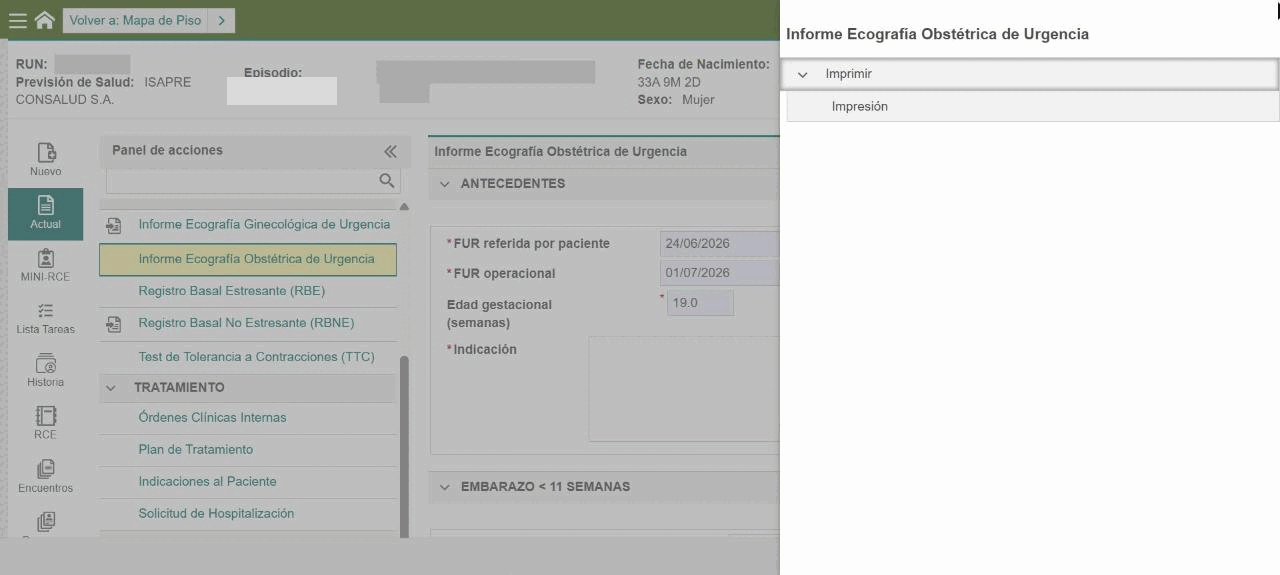 Volver a: Mapa de Piso
RUN:
Previsión de Salud: ISAPRE
CONSALUD S.A.
Episodio:
Fecha de Nacimiento:
33A 9M 2D
Sexo: Mujer
Nuevo
Actual
MINI-RCE
Lista Tareas
Historia
RCE
Encuentros
Panel de acciones
Informe Ecografía Ginecológica de Urgencia
Informe Ecografía Obstétrica de Urgencia
Registro Basal Estresante (RBE)
Registro Basal No Estresante (RBNE)
Test de Tolerancia a Contracciones (TTC)
TRATAMIENTO
Órdenes Clínicas Internas
Plan de Tratamiento
Indicaciones al Paciente
Solicitud de Hospitalización
Informe Ecografía Obstétrica de Urgencia
ANTECEDENTES
*FUR referida por paciente 24/06/2026
*FUR operacional 01/07/2026
Edad gestacional
(semanas)
* 19.0
*Indicación
EMBARAZO < 11 SEMANAS
Informe Ecografía Obstétrica de Urgencia
Imprimir
Impresión